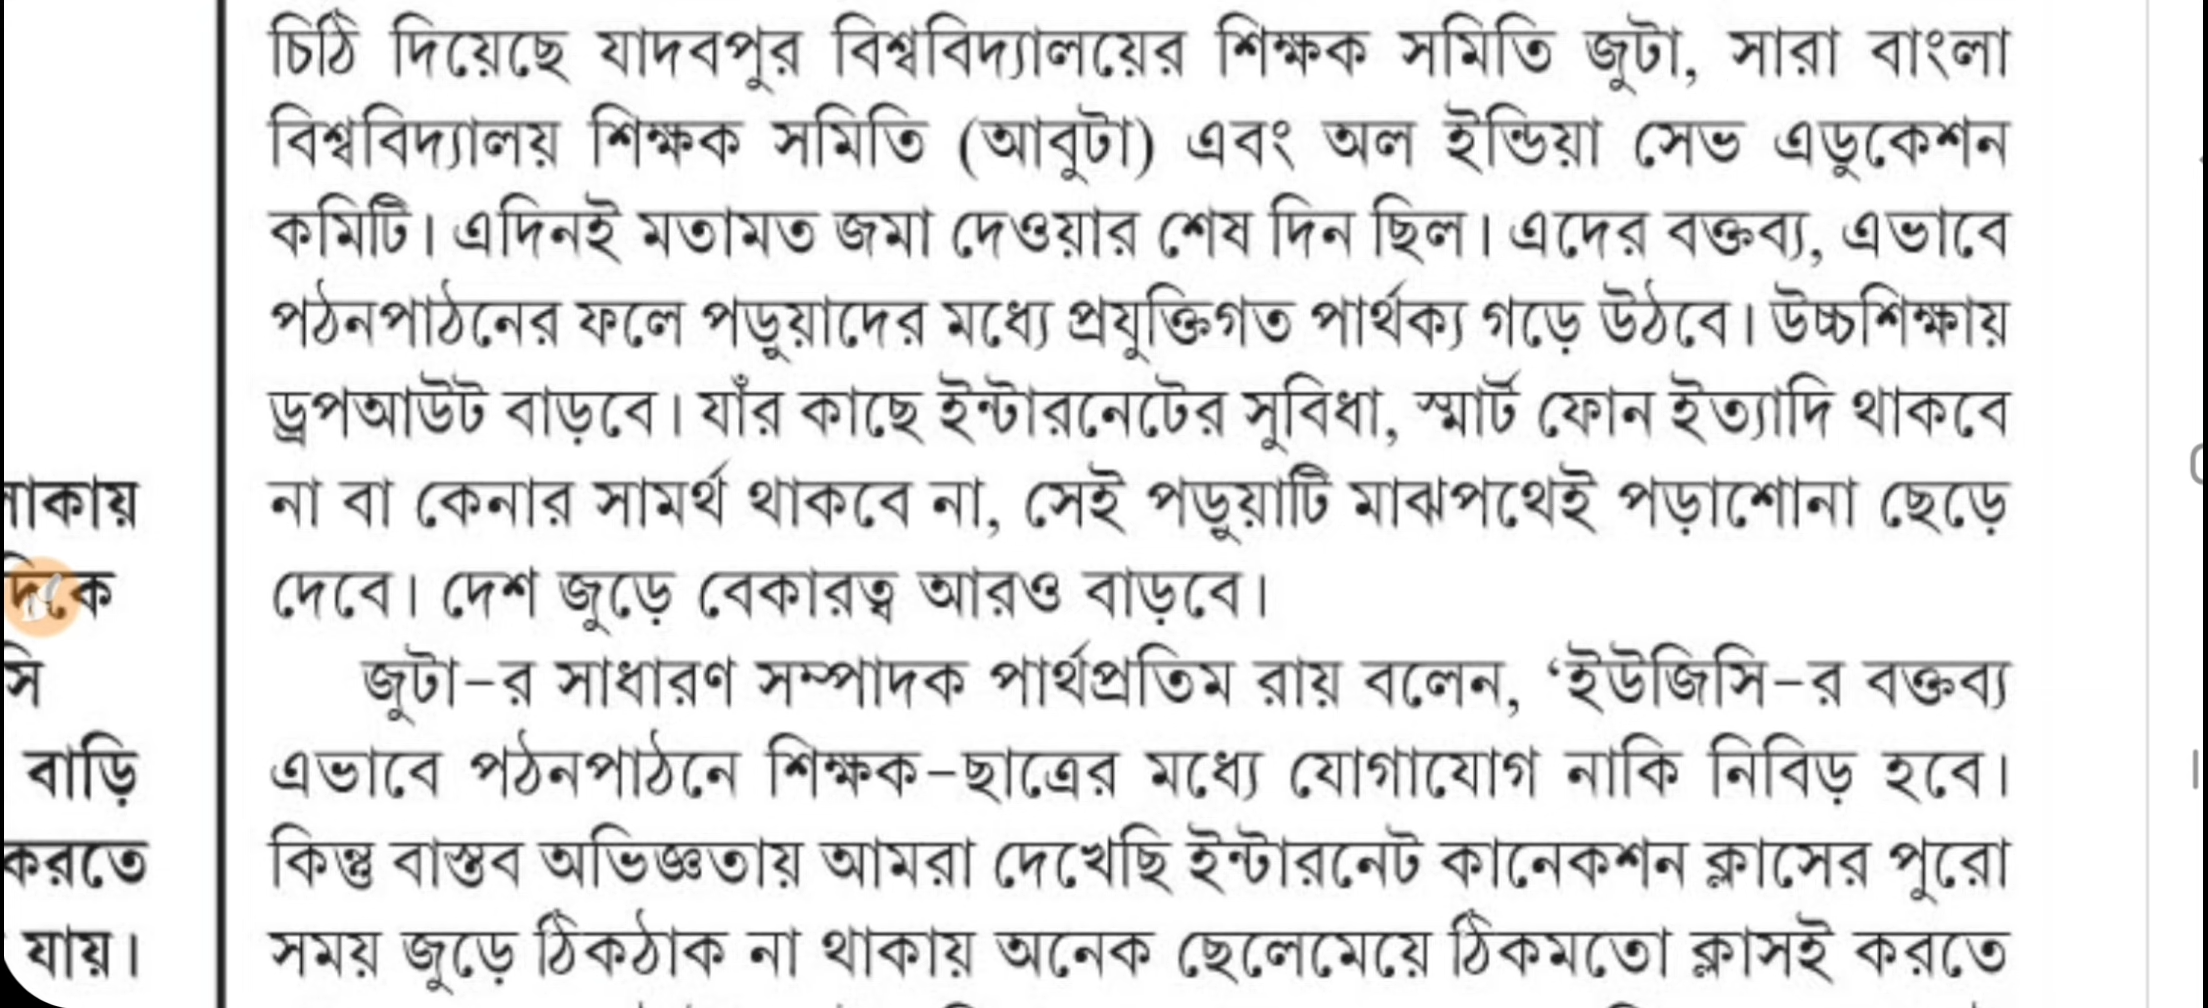 চিঠি দিয়েছে যাদবপুর বিশ্ববিদ্যালয়ের শিক্ষক সমিতি জুটা, সারা বাংলা
বিশ্ববিদ্যালয় শিক্ষক সমিতি (আবুটা) এবং অল ইন্ডিয়া সেভ এডুকেশন
কমিটি। এদিনই মতামত জমা দেওয়ার শেষ দিন ছিল। এদের বক্তব্য, এভাবে
পঠনপাঠনের ফলে পড়ুয়াদের মধ্যে প্রযুক্তিগত পার্থক্য গড়ে উঠবে। উচ্চশিক্ষায়
ড্রপআউট বাড়বে। যাঁর কাছে ইন্টারনেটের সুবিধা, স্মার্ট ফোন ইত্যাদি থাকবে
না বা কেনার সামর্থ থাকবে না, সেই পড়ুয়াটি মাঝপথেই পড়াশোনা ছেড়ে
দেবে। দেশ জুড়ে বেকারত্ব আরও বাড়বে।
জুটা–র সাধারণ সম্পাদক পার্থপ্রতিম রায় বলেন, ‘ইউজিসি–র বক্তব্য
এভাবে পঠনপাঠনে শিক্ষক–ছাত্রের মধ্যে যোগাযোগ নাকি নিবিড় হবে।
কিন্তু বাস্তব অভিজ্ঞতায় আমরা দেখেছি ইন্টারনেট কানেকশন ক্লাসের পুরো
সময় জুড়ে ঠিকঠাক না থাকায় অনেক ছেলেমেয়ে ঠিকমতো ক্লাসই করতে
বাড়ি
করতে
যায়।